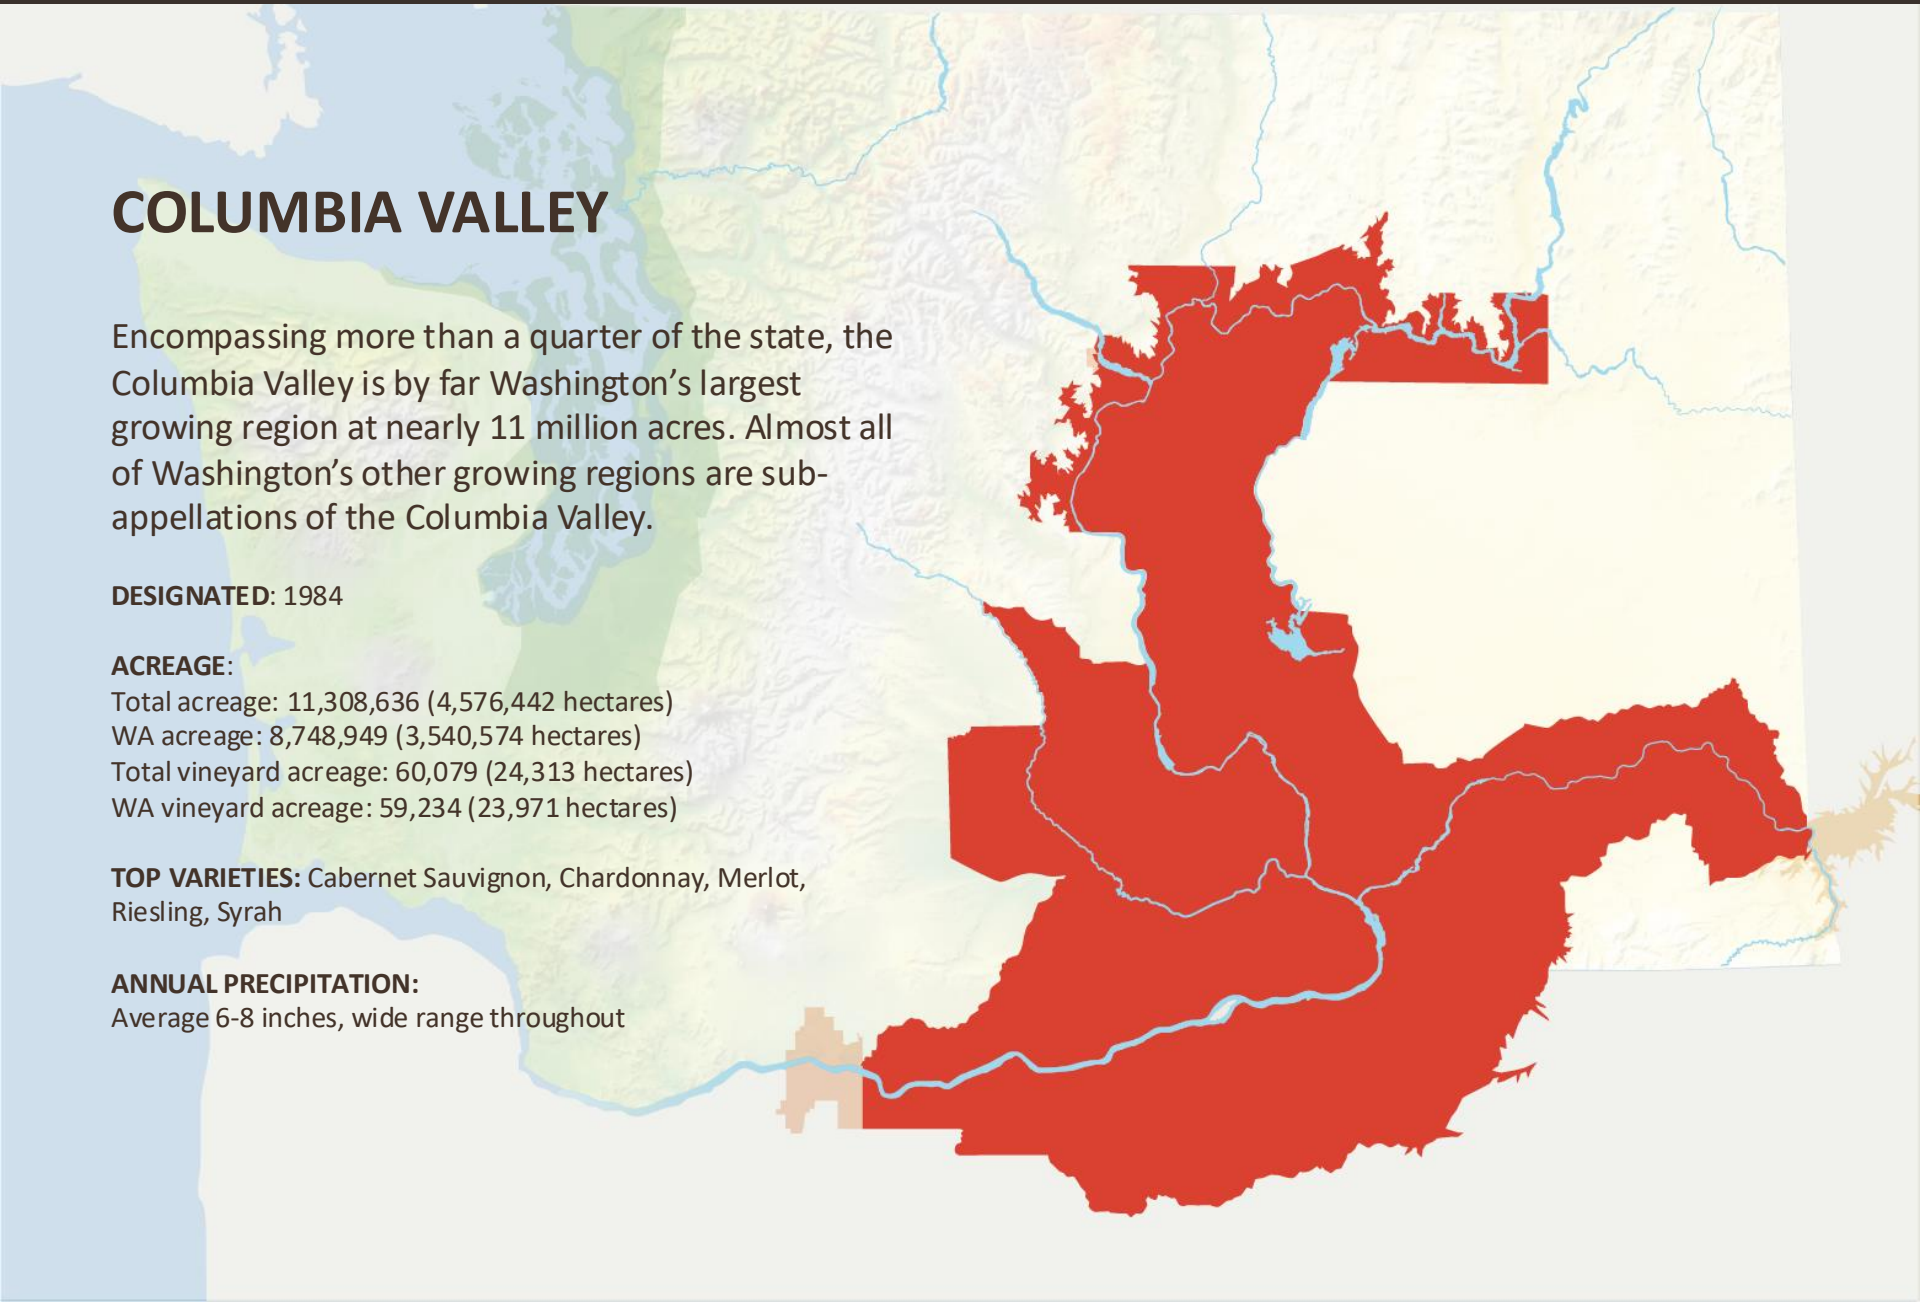 COLUMBIA VALLEY
Encompassing more than a quarter of the state, the
Columbia Valley is by far Washington’s largest
growing region at nearly 11 million acres. Almost all
of Washington’s other growing regions are sub-
appellations of the Columbia Valley.
DESIGNATED: 1984
ACREAGE:
Total acreage: 11,308,636 (4,576,442 hectares)
WA acreage: 8,748,949 (3,540,574 hectares)
Total vineyard acreage: 60,079 (24,313 hectares)
WA vineyard acreage: 59,234 (23,971 hectares)
TOP VARIETIES: Cabernet Sauvignon, Chardonnay, Merlot,
Riesling, Syrah
ANNUAL PRECIPITATION:
Average 6-8 inches, wide range throughout